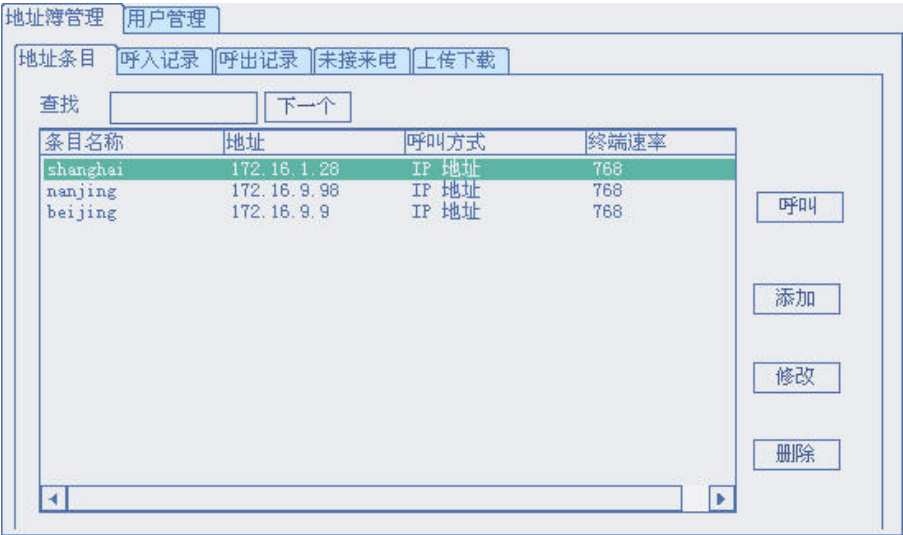 地址簿管理 用户管理
地址条目 呼入记录 呼出记录 未接来电 上传下载
查找 下一个
条目名称 地址 呼叫方式 终端速率
shanghai 172.16.1.28 IP 地址 768
nanjing 172.16.9.98 IP 地址 768
beijing 172.16.9.9 IP 地址 768
呼叫
添加
修改
删除